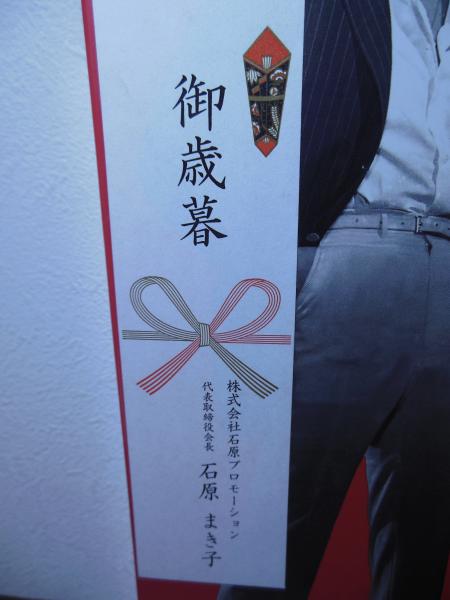 御歳暮
株式会社石原プロモーション
代表取締役会長 石原 まき子